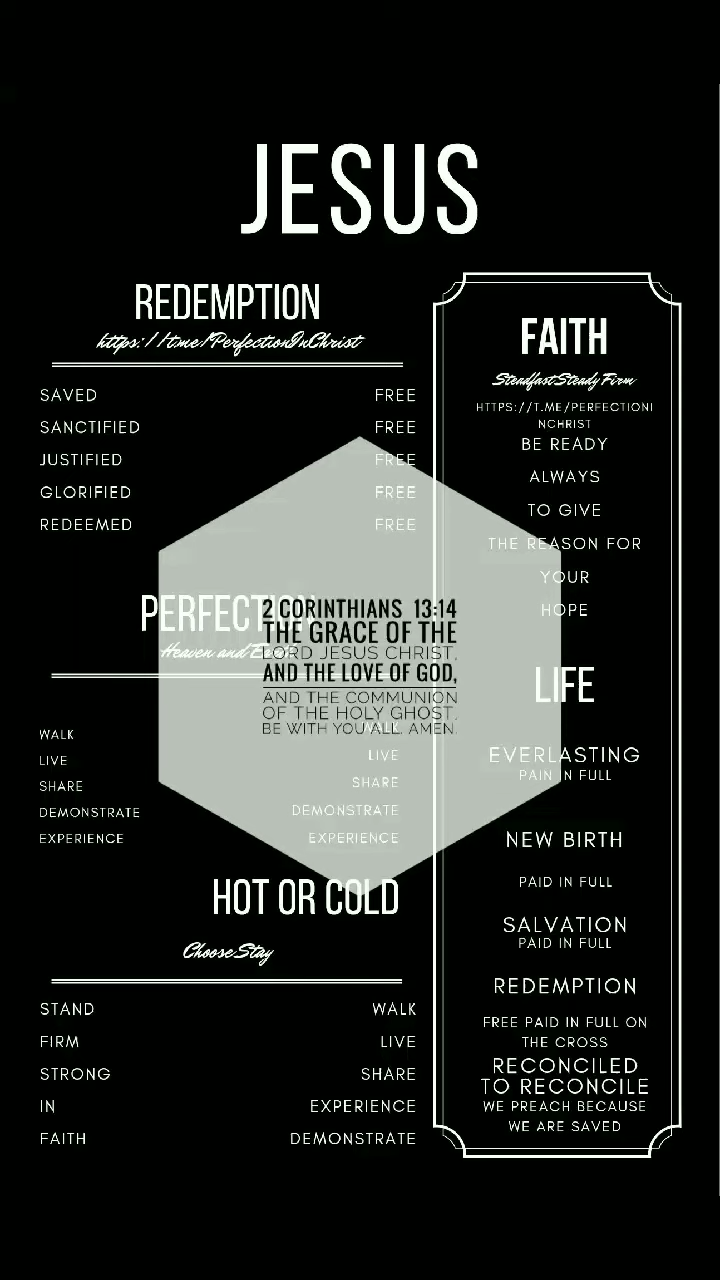 JESUS
REDEMPTION
https://t.me/PerfectionInChrist
SAVED FREE
SANCTIFIED FREE
JUSTIFIED FREE
GLORIFIED FREE
REDEEMED FREE
PERFECTION
Heaven and Earth
WALK WALK
LIVE LIVE
SHARE SHARE
DEMONSTRATE DEMONSTRATE
EXPERIENCE EXPERIENCE
HOT OR COLD
Choose Stay
STAND WALK
FIRM LIVE
STRONG SHARE
IN EXPERIENCE
FAITH DEMONSTRATE
2 CORINTHIANS 13:14
THE GRACE OF THE
LORD JESUS CHRIST,
AND THE LOVE OF GOD,
AND THE COMMUNION
OF THE HOLY GHOST,
BE WITH YOU ALL. AMEN.
FAITH
Steadfast Steady Firm
HTTPS://T.ME/PERFECTIONI
NCHRIST
BE READY
ALWAYS
TO GIVE
THE REASON FOR
YOUR
HOPE
LIFE
EVERLASTING
PAIN IN FULL
NEW BIRTH
PAID IN FULL
SALVATION
PAID IN FULL
REDEMPTION
FREE PAID IN FULL ON
THE CROSS
RECONCILED
TO RECONCILE
WE PREACH BECAUSE
WE ARE SAVED